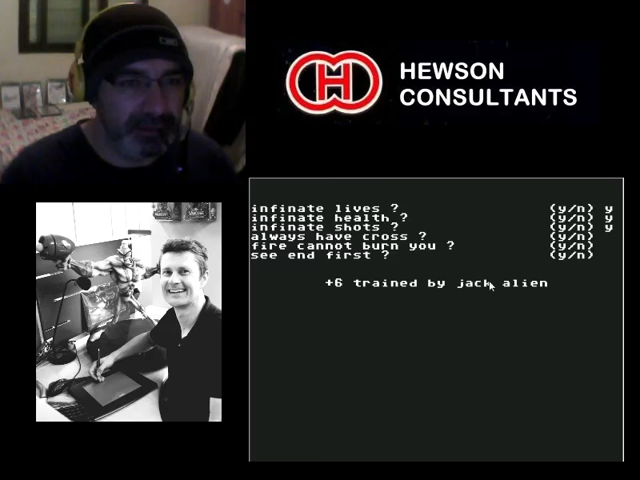 HEWSON
CONSULTANTS
infinate lives ? (y/n) y
infinate health ? (y/n) y
infinate shots ? (y/n) y
always have cross ? (y/n)
fire cannot burn you ? (y/n)
see end first ? (y/n)
+6 trained by jack alien